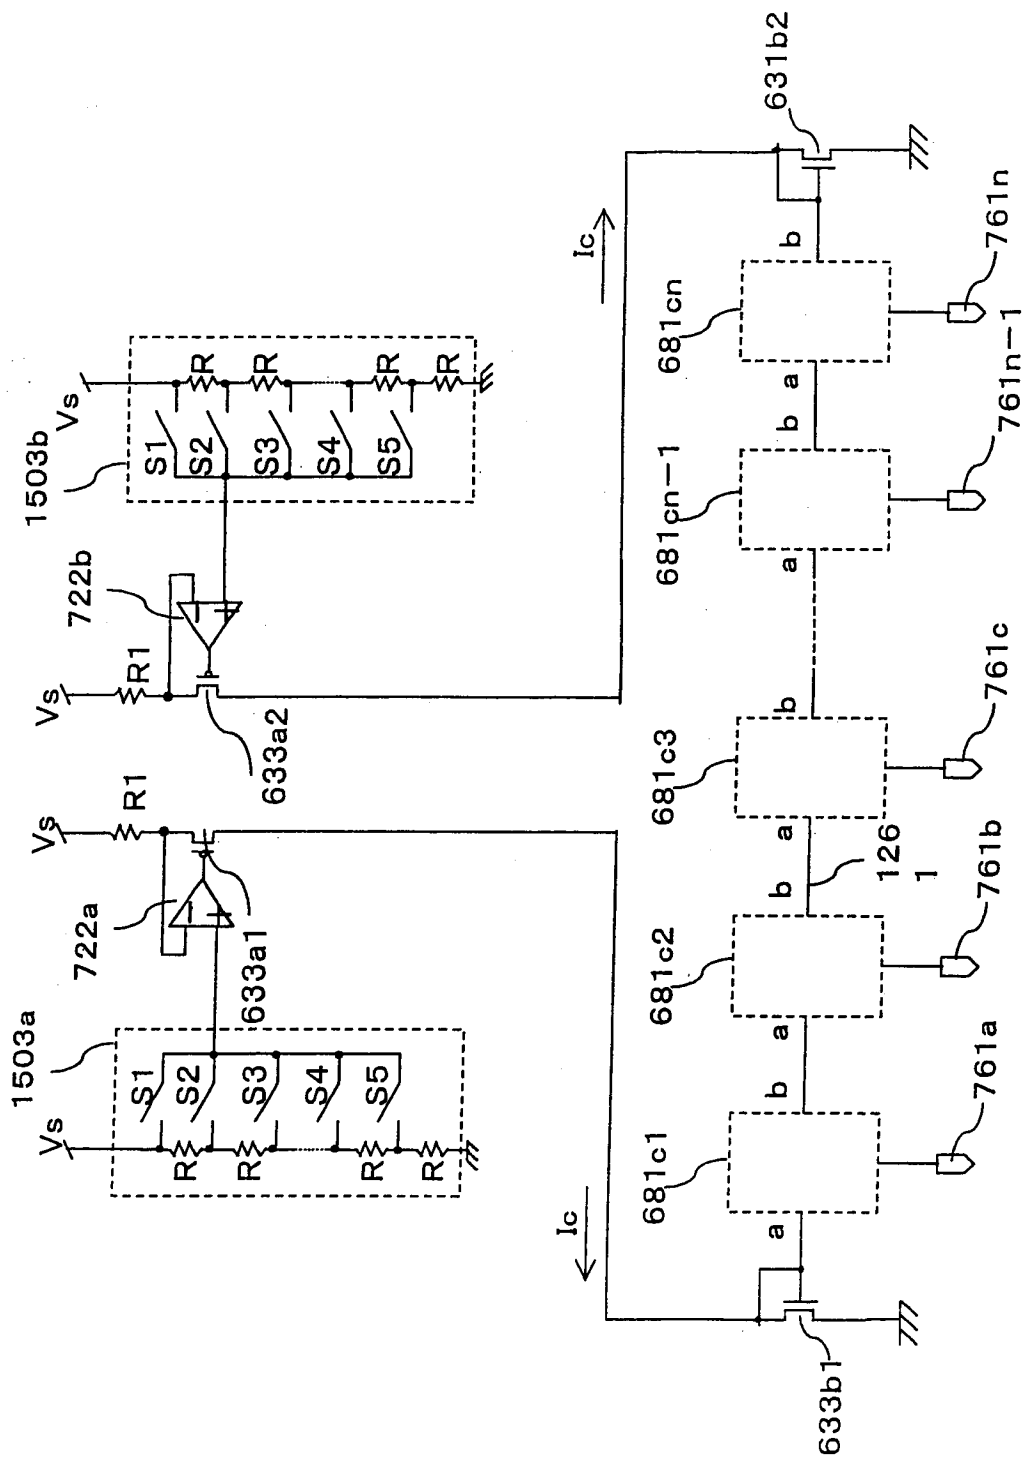 1503a
Vs
S1
S2
S3
S4
S5
R
R
R
R
722a
633a1
Vs
R1
Vs
R1
722b
633a2
1503b
Vs
S1
S2
S3
S4
S5
R
R
R
R
Ic
Ic
633b1
a
681c1
b
761a
a
681c2
b
761b
126
1
a
681c3
b
761c
a
681cn-1
b
761n-1
a
681cn
b
761n
631b2